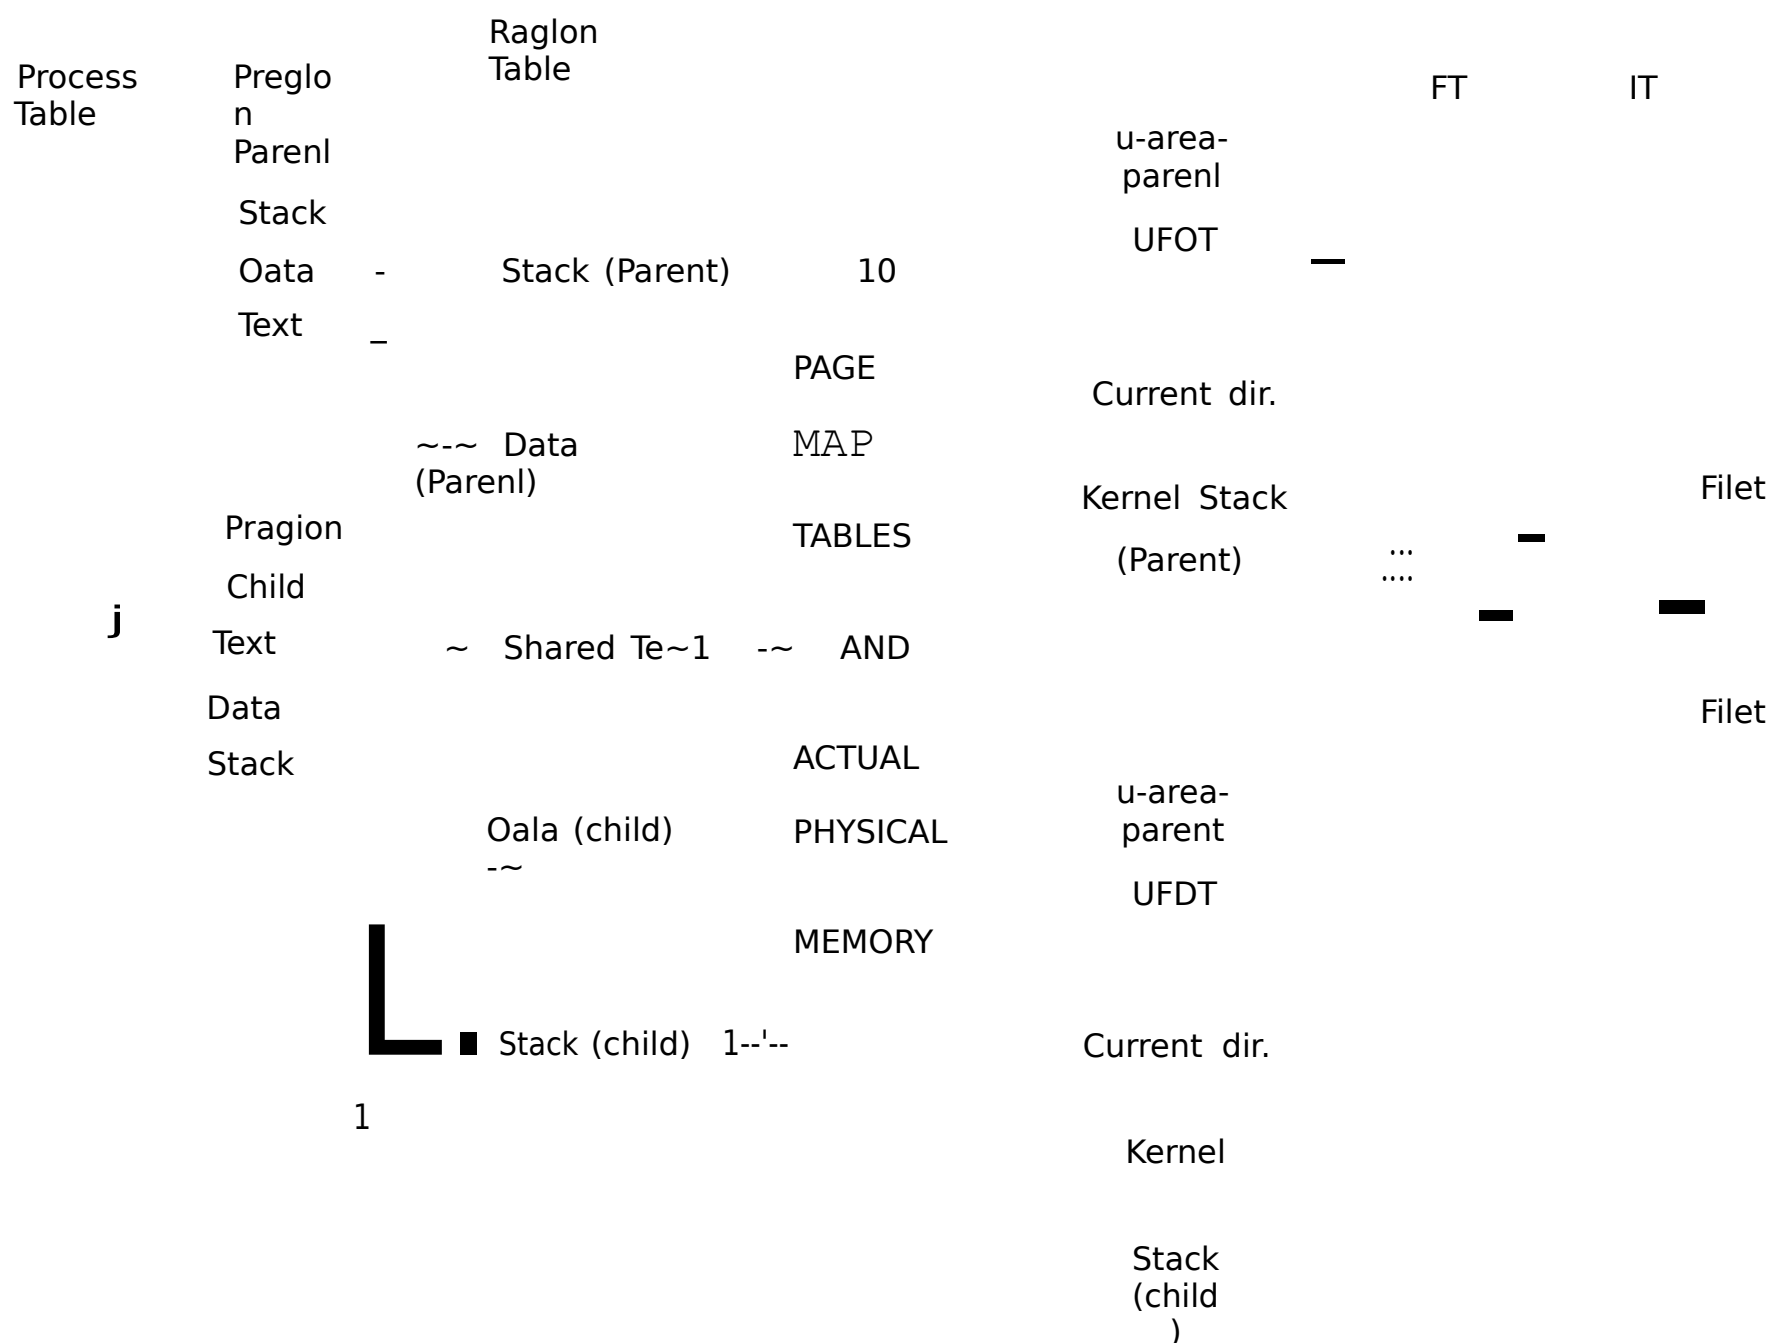 Raglon
Table
Process
Table
Preglo
n
Parenl
FT
IT
u-area-
parenl
Stack
UFOT
Oata -
Stack (Parent) 10
Text _
PAGE
Current dir.
~-~ Data
(Parenl)
MAP
Kernel Stack
Filet
Pragion
TABLES
(Parent)
...
....
Child
j
Text
~ Shared Te~1 -~ AND
Data
Filet
Stack
ACTUAL
u-area-
parent
Oala (child)
-~
PHYSICAL
UFDT
MEMORY
Stack (child) 1--'--
Current dir.
1
Kernel
Stack
(child
)